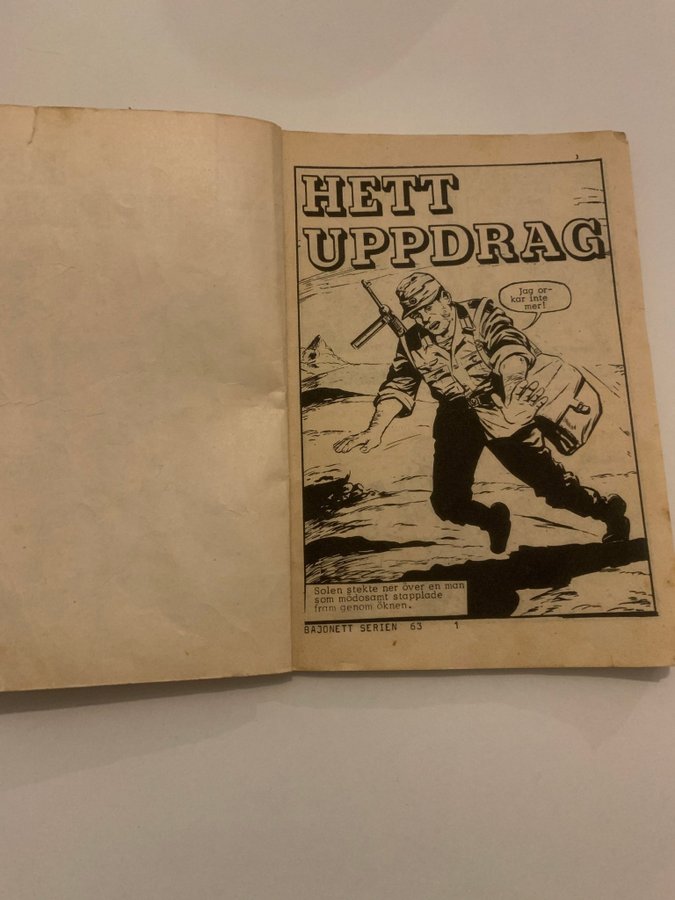 HETT
UPPDRAG
Jag or-
kar inte
mer!
Solen stekte ner över en man
som mödosamt stapplade
fram genom öknen.
BAJONETT SERIEN 63 1